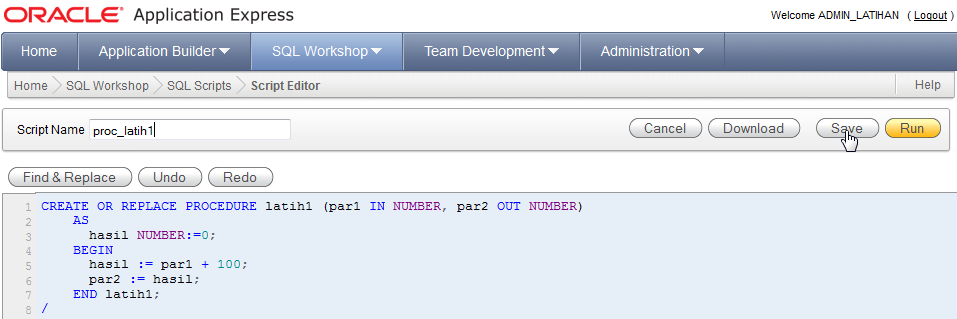 ORACLE Application Express
Welcome ADMIN_LATIHAN ( Logout )
Home Application Builder SQL Workshop Team Development Administration
Home SQL Workshop SQL Scripts Script Editor Help
Script Name proc_latih1 Cancel Download Save Run
Find & Replace Undo Redo
1 CREATE OR REPLACE PROCEDURE latih1 (par1 IN NUMBER, par2 OUT NUMBER)
2 AS
3 hasil NUMBER:=0;
4 BEGIN
5 hasil := par1 + 100;
6 par2 := hasil;
7 END latih1;
8 /